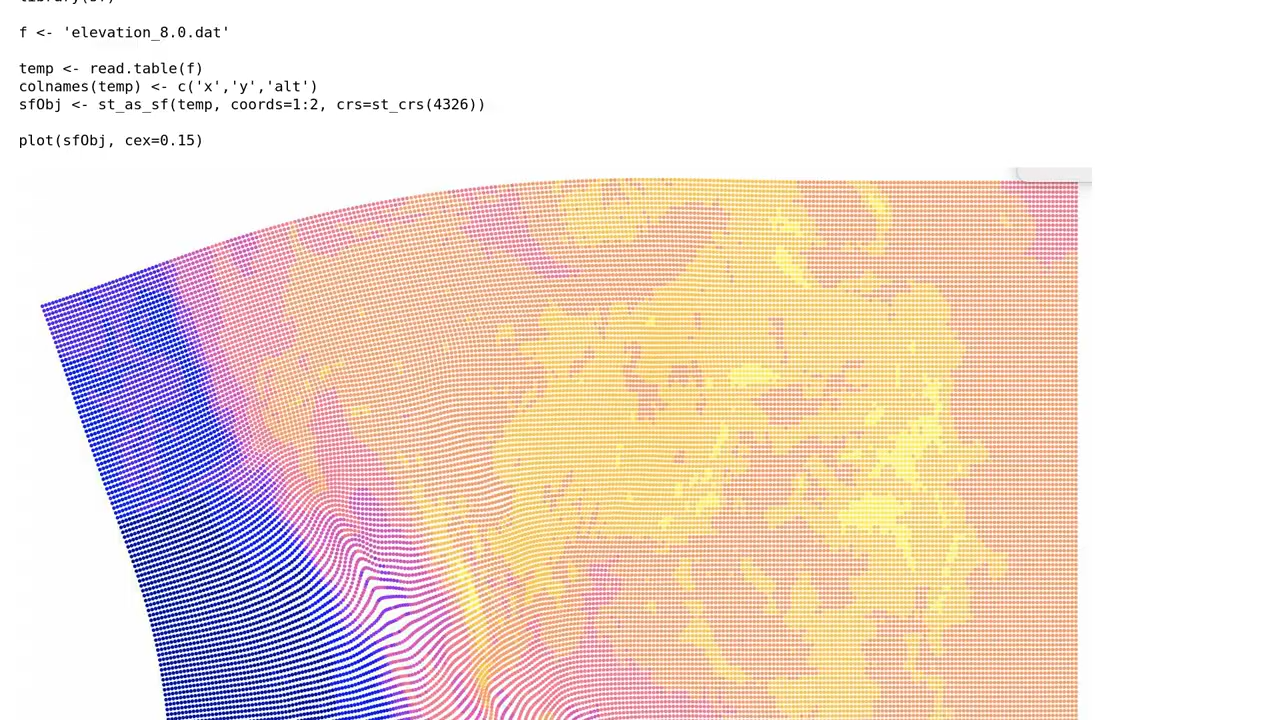 f <- 'elevation_8.0.dat'
temp <- read.table(f)
colnames(temp) <- c('x','y','alt')
sfObj <- st_as_sf(temp, coords=1:2, crs=st_crs(4326))
plot(sfObj, cex=0.15)